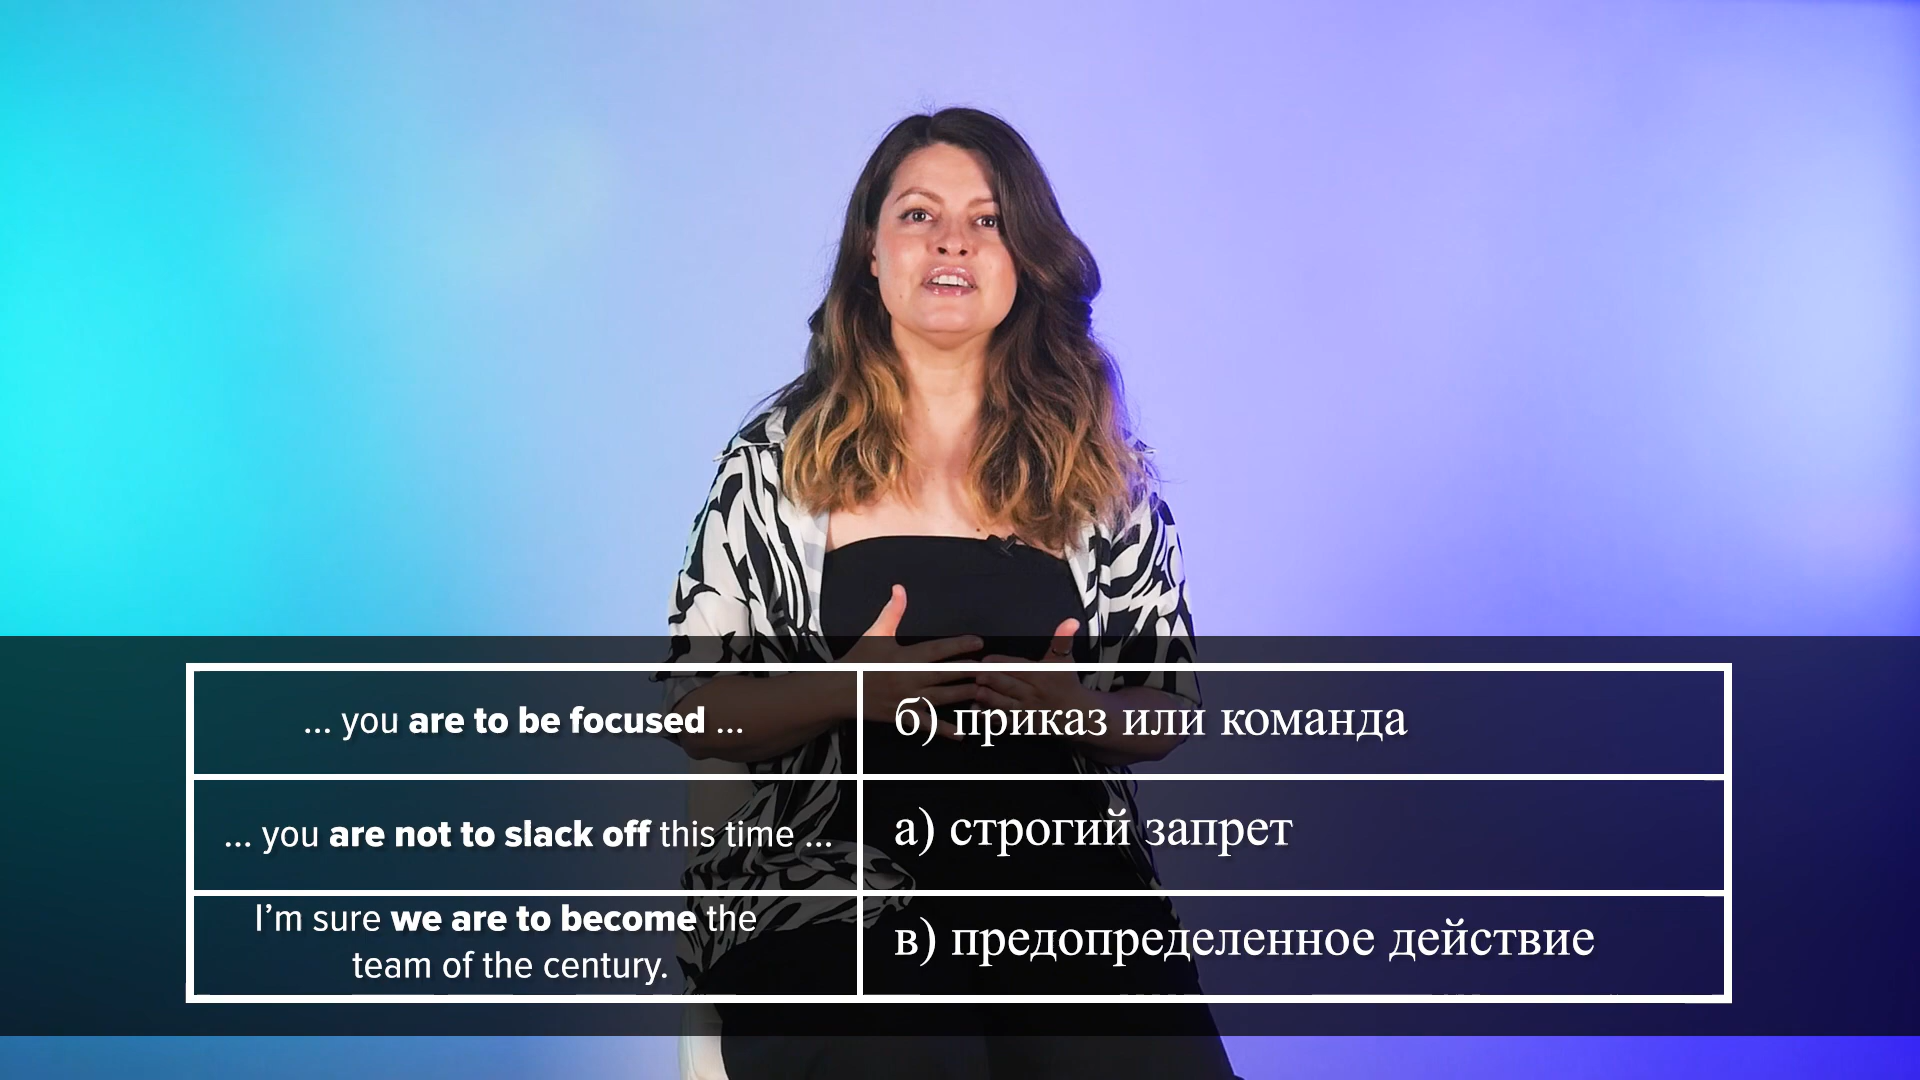 ... you are to be focused ...
б) приказ или команда
... you are not to slack off this time ...
а) строгий запрет
I'm sure we are to become the
team of the century.
в) предопределенное действие